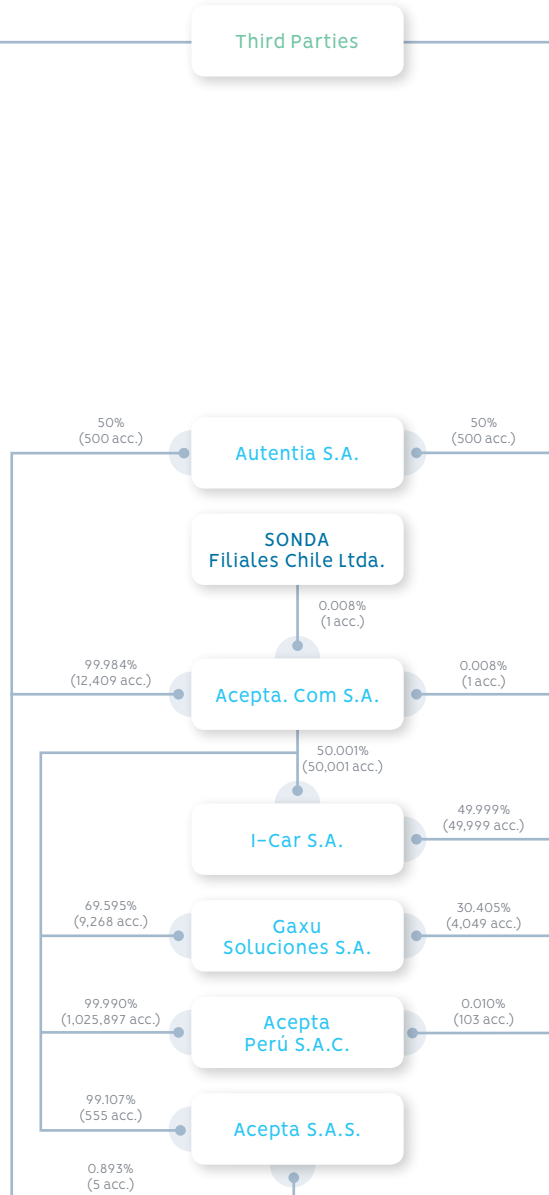 Third Parties
50%
(500 acc.)
Autentia S.A.
50%
(500 acc.)
SONDA
Filiales Chile Ltda.
0.008%
(1 acc.)
99.984%
(12,409 acc.)
Acepta. Com S.A.
0.008%
(1 acc.)
50.001%
(50,001 acc.)
I-Car S.A.
49.999%
(49,999 acc.)
69.595%
(9,268 acc.)
Gaxu
Soluciones S.A.
30.405%
(4,049 acc.)
99.990%
(1,025,897 acc.)
Acepta
Perú S.A.C.
0.010%
(103 acc.)
99.107%
(555 acc.)
Acepta S.A.S.
0.893%
(5 acc.)